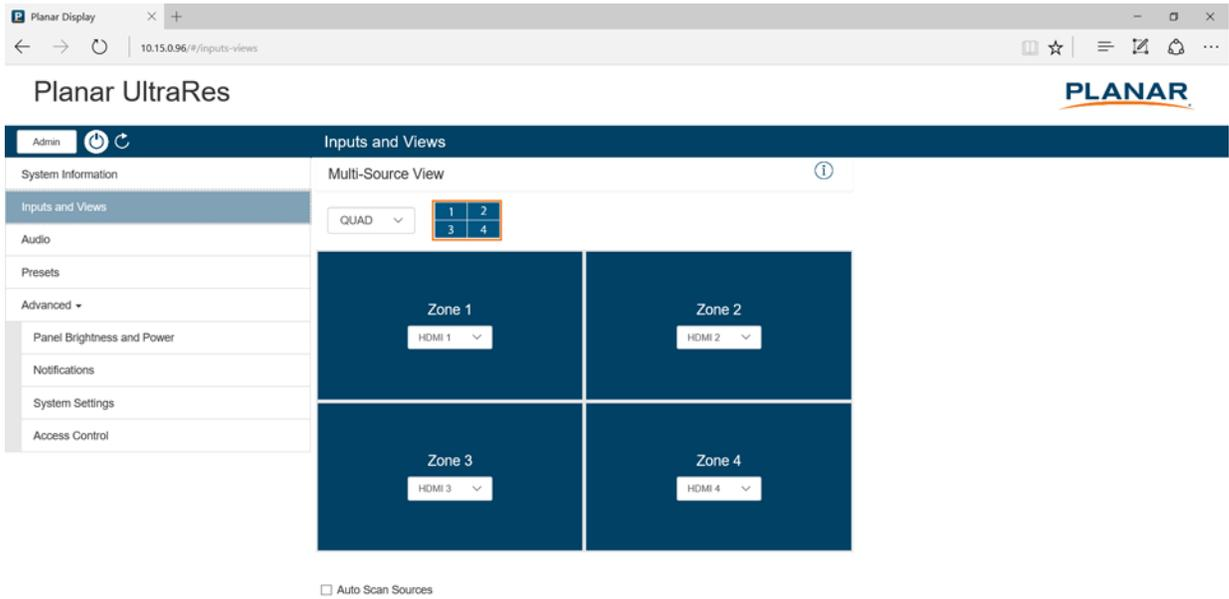 Planar Display
10.15.0.96/#/inputs-views
Planar UltraRes
PLANAR
Admin
Inputs and Views
System Information
Inputs and Views
Audio
Presets
Advanced
Panel Brightness and Power
Notifications
System Settings
Access Control
Multi-Source View
QUAD
1 2
3 4
Zone 1
HDMI 1
Zone 2
HDMI 2
Zone 3
HDMI 3
Zone 4
HDMI 4
Auto Scan Sources